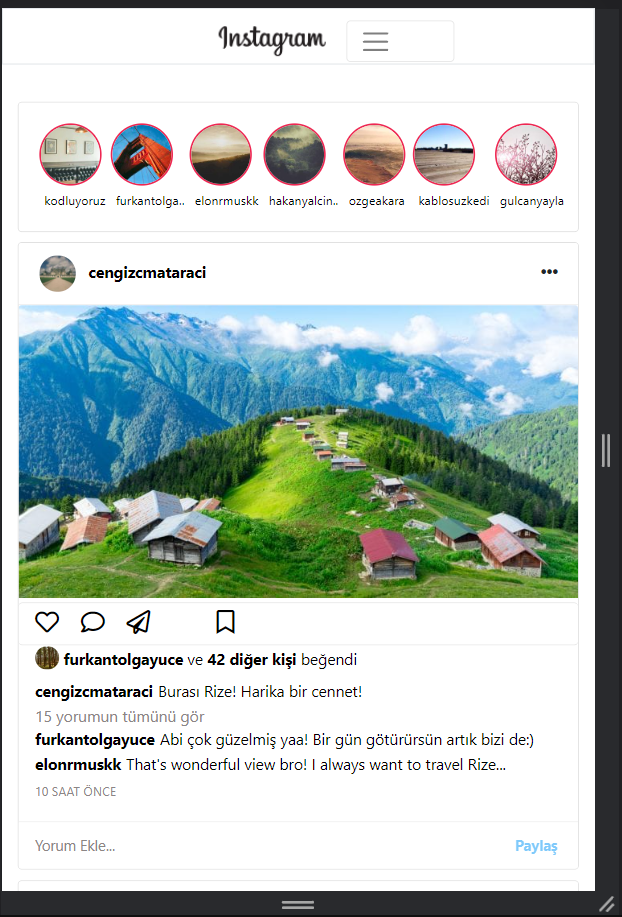 Instagram
kodluyoruz furkantolga.. elonrmuskk hakanyalcin.. ozgeakara kablosuzkedi gulcanyayla
cengizcmataraci
furkantolgayuce ve 42 diğer kişi beğendi
cengizcmataraci Burası Rize! Harika bir cennet!
15 yorumun tümünü gör
furkantolgayuce Abi çok güzelmiş yaa! Bir gün götürürsün artık bizi de:)
elonrmuskk That's wonderful view bro! I always want to travel Rize...
10 SAAT ÖNCE
Yorum Ekle... Paylaş